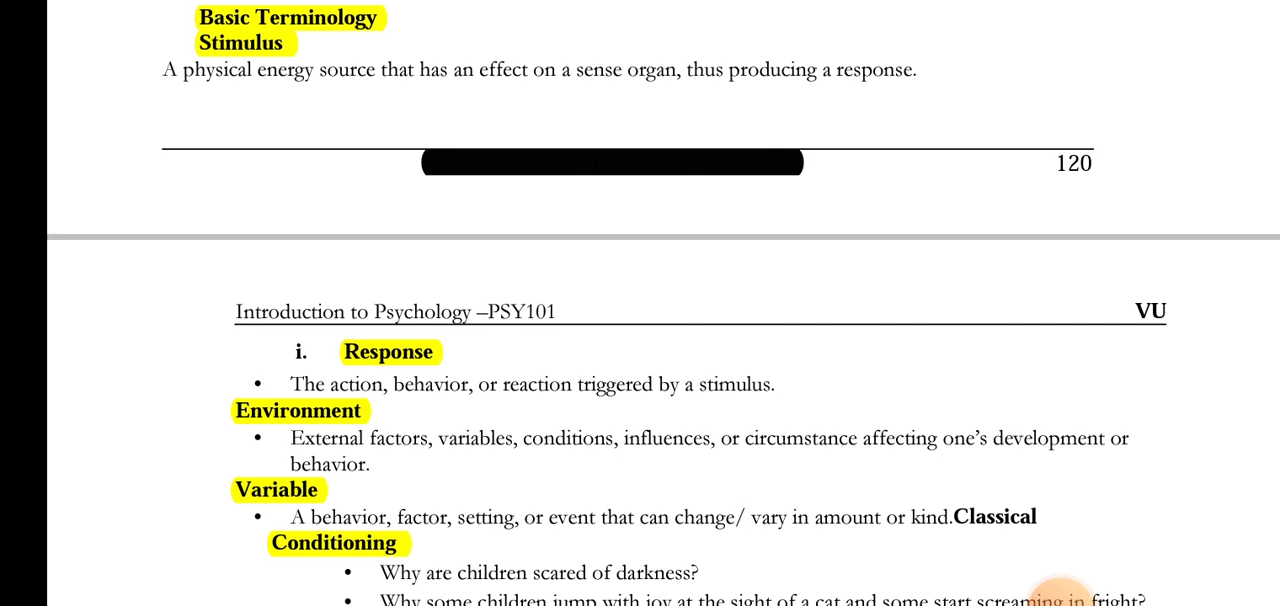 Basic Terminology
Stimulus
A physical energy source that has an effect on a sense organ, thus producing a response.
120
Introduction to Psychology –PSY101 VU
i. Response
• The action, behavior, or reaction triggered by a stimulus.
Environment
• External factors, variables, conditions, influences, or circumstance affecting one’s development or
behavior.
Variable
• A behavior, factor, setting, or event that can change/ vary in amount or kind.Classical
Conditioning
• Why are children scared of darkness?
• Why some children jump with joy at the sight of a cat and some start screaming in fright?